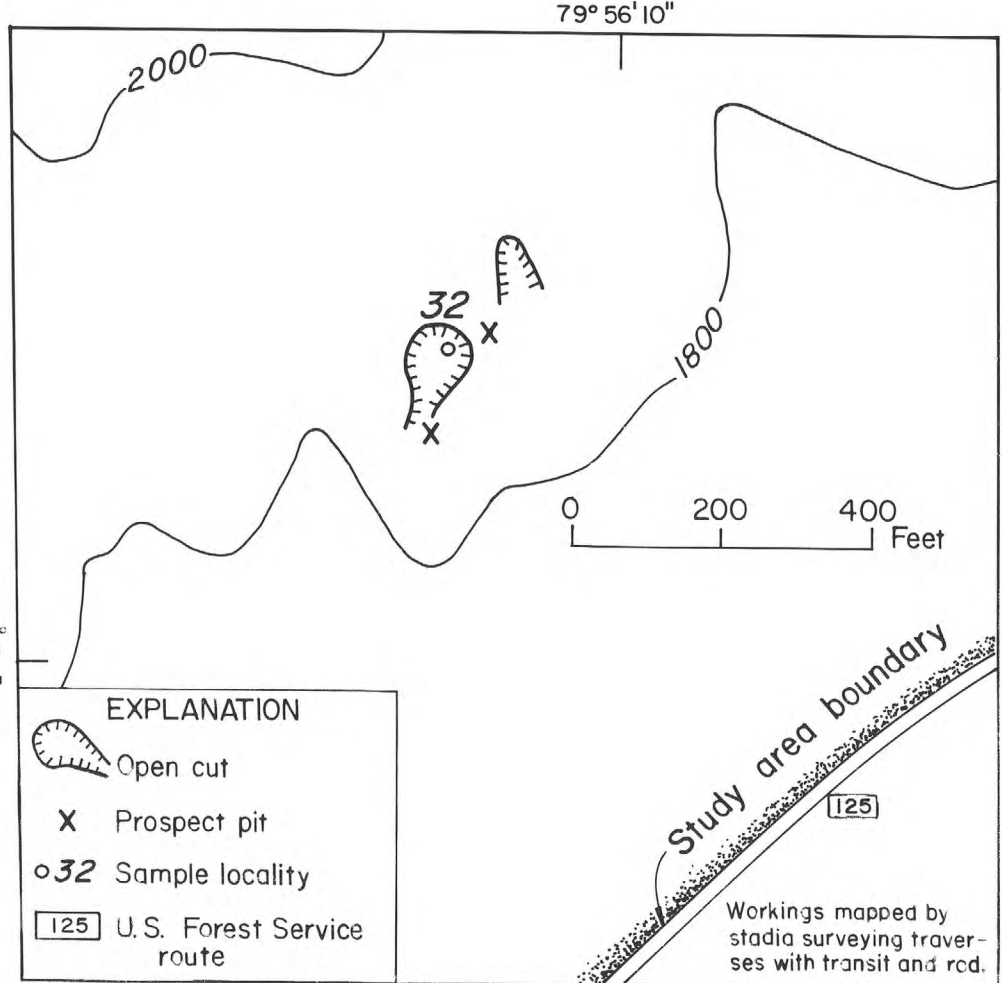 79° 56' 10"
2000
32
1800
0 200 400
Feet
Study area boundary
125
EXPLANATION
Open cut
X Prospect pit
32 Sample locality
125 U.S. Forest Service
route
Workings mapped by
stadia surveying traver-
ses with transit and rod.